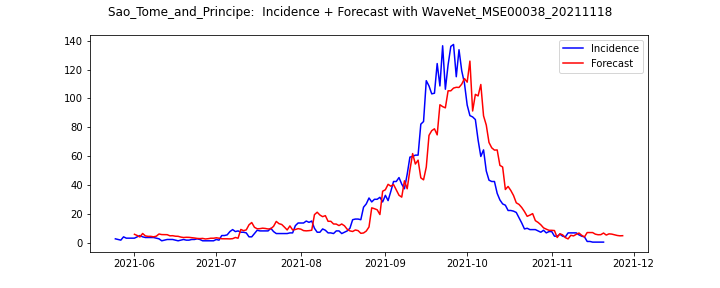 Sao_Tome_and_Principe:  Incidence + Forecast with WaveNet_MSE00038_20211118
Incidence
Forecast
140
120
100
80
60
40
20
0
2021-06 2021-07 2021-08 2021-09 2021-10 2021-11 2021-12